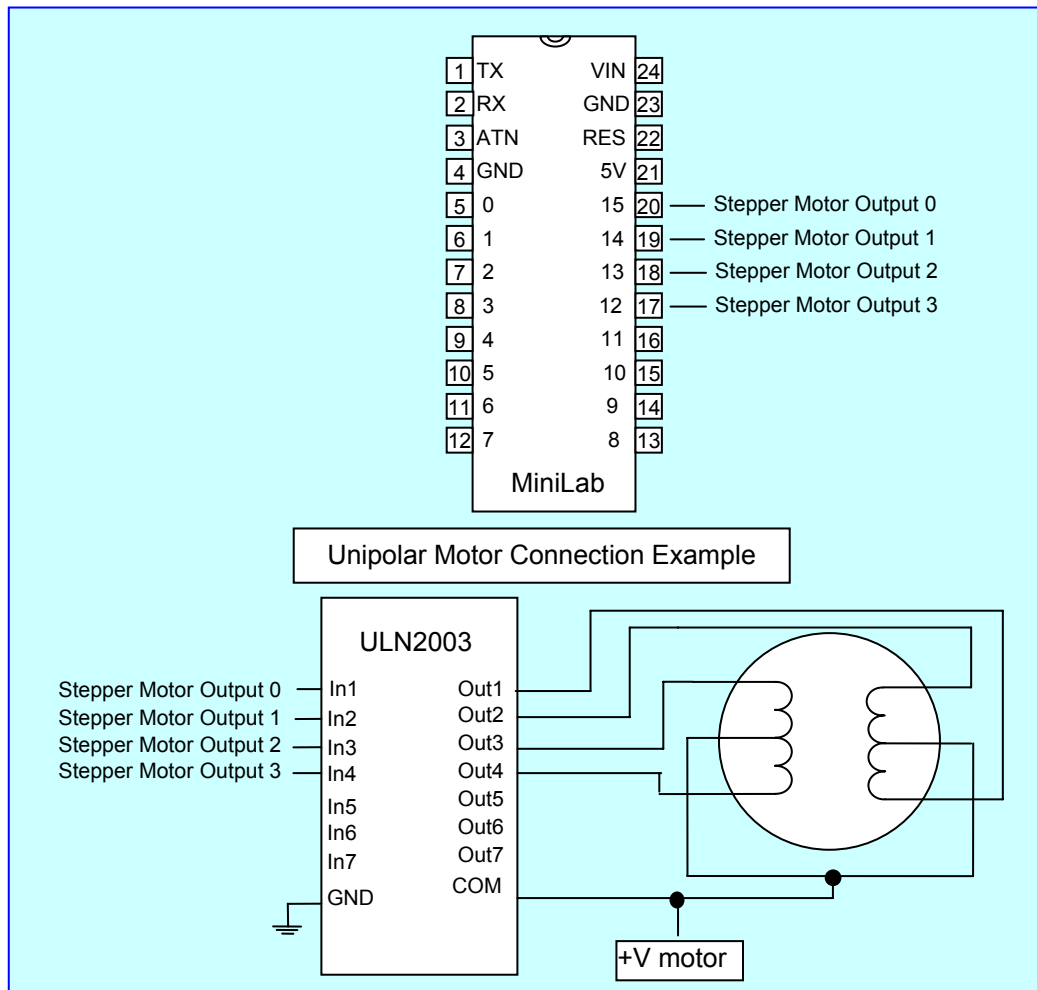 1 TX VIN 24
2 RX GND 23
3 ATN RES 22
4 GND 5V 21
5 0 15 20 Stepper Motor Output 0
6 1 14 19 Stepper Motor Output 1
7 2 13 18 Stepper Motor Output 2
8 3 12 17 Stepper Motor Output 3
9 4 11 16
10 5 10 15
11 6 9 14
12 7 8 13
MiniLab
Unipolar Motor Connection Example
ULN2003
Stepper Motor Output 0 In1 Out1
Stepper Motor Output 1 In2 Out2
Stepper Motor Output 2 In3 Out3
Stepper Motor Output 3 In4 Out4
In5 Out5
In6 Out6
In7 Out7
GND COM
+V motor